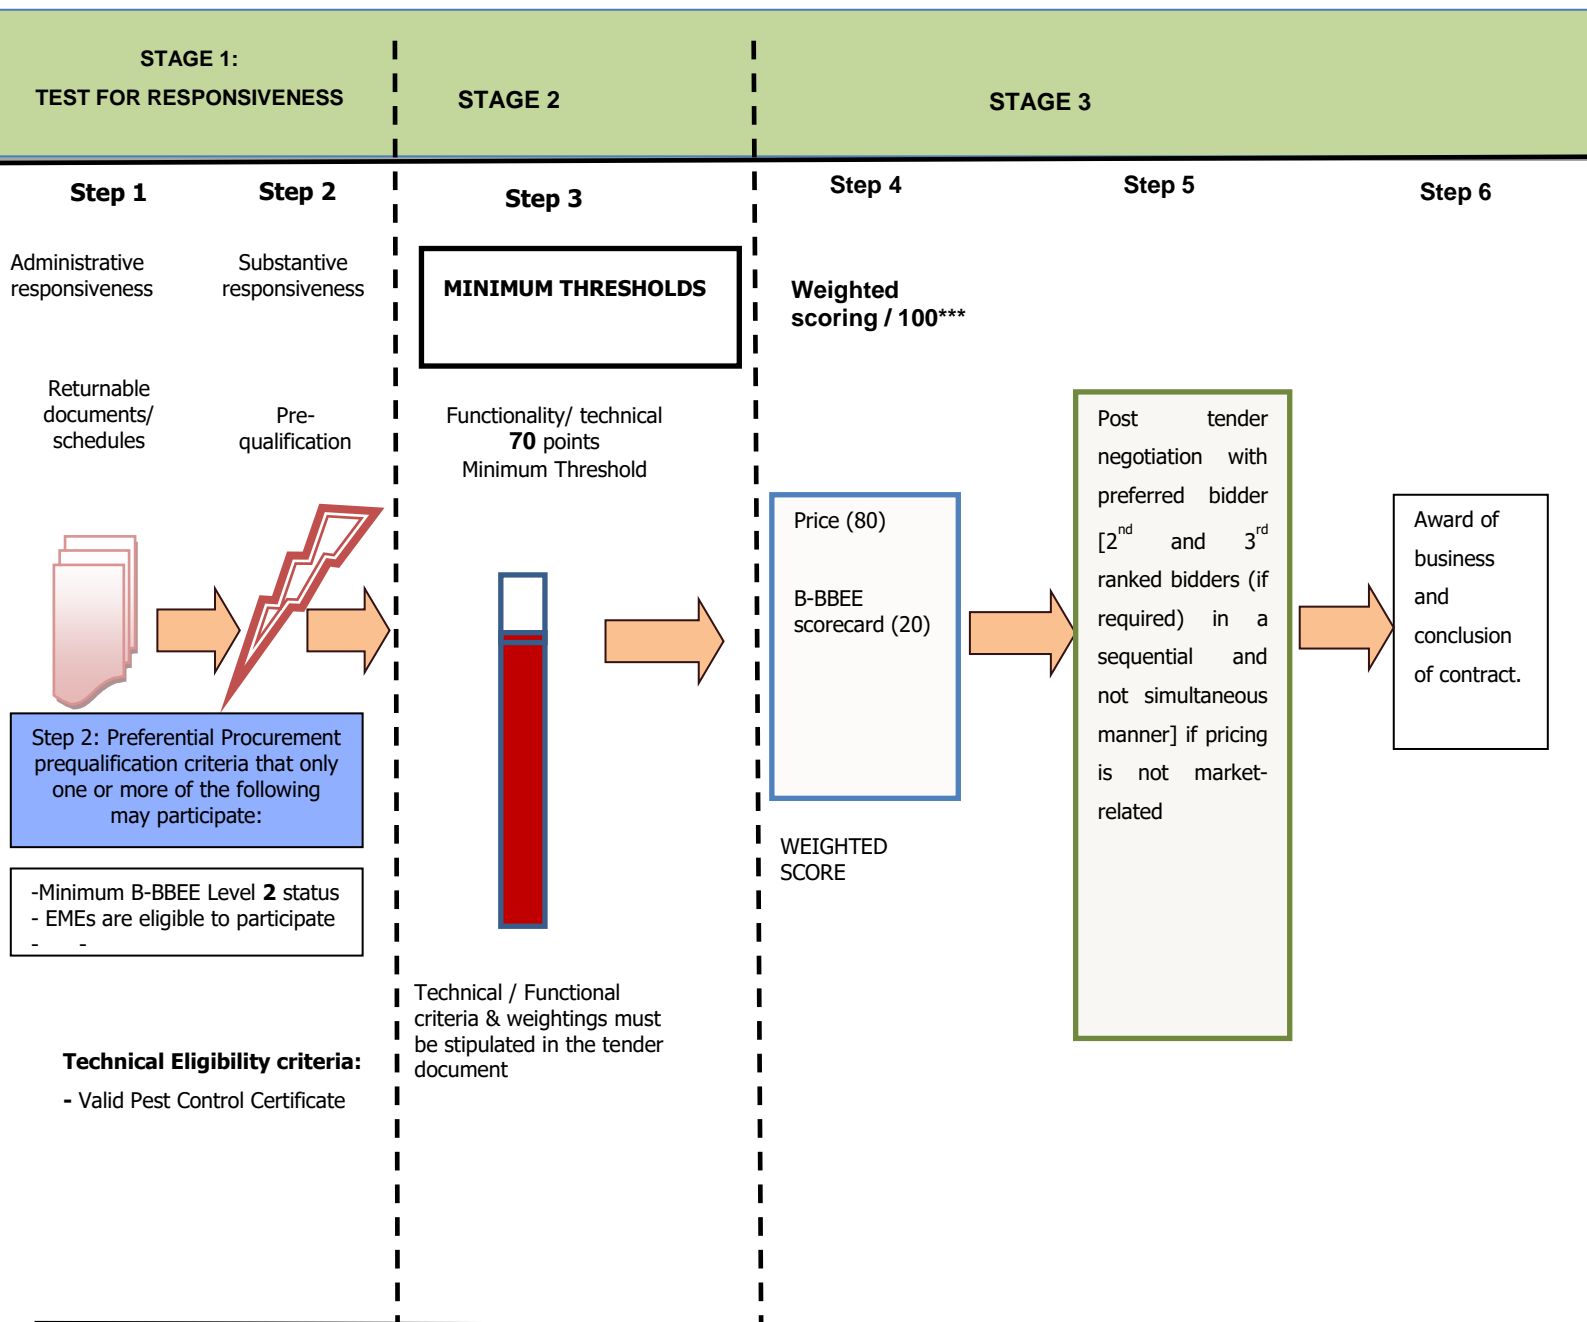 STAGE 1:
TEST FOR RESPONSIVENESS
STAGE 2
STAGE 3
Step 1
Step 2
Step 3
Step 4
Step 5
Step 6
Administrative
responsiveness
Substantive
responsiveness
MINIMUM THRESHOLDS
Weighted
scoring / 100***
Returnable
documents/
schedules
Pre-
qualification
Functionality/ technical
70 points
Minimum Threshold
Price (80)
B-BBEE
scorecard (20)
WEIGHTED
SCORE
Post tender
negotiation with
preferred bidder
[2nd and 3rd
ranked bidders (if
required) in a
sequential and
not simultaneous
manner] if pricing
is not market-
related
Award of
business
and
conclusion
of contract.
Step 2: Preferential Procurement
prequalification criteria that only
one or more of the following
may participate:
-Minimum B-BBEE Level 2 status
- EMEs are eligible to participate
- -
Technical Eligibility criteria:
- Valid Pest Control Certificate
Technical / Functional
criteria & weightings must
be stipulated in the tender
document